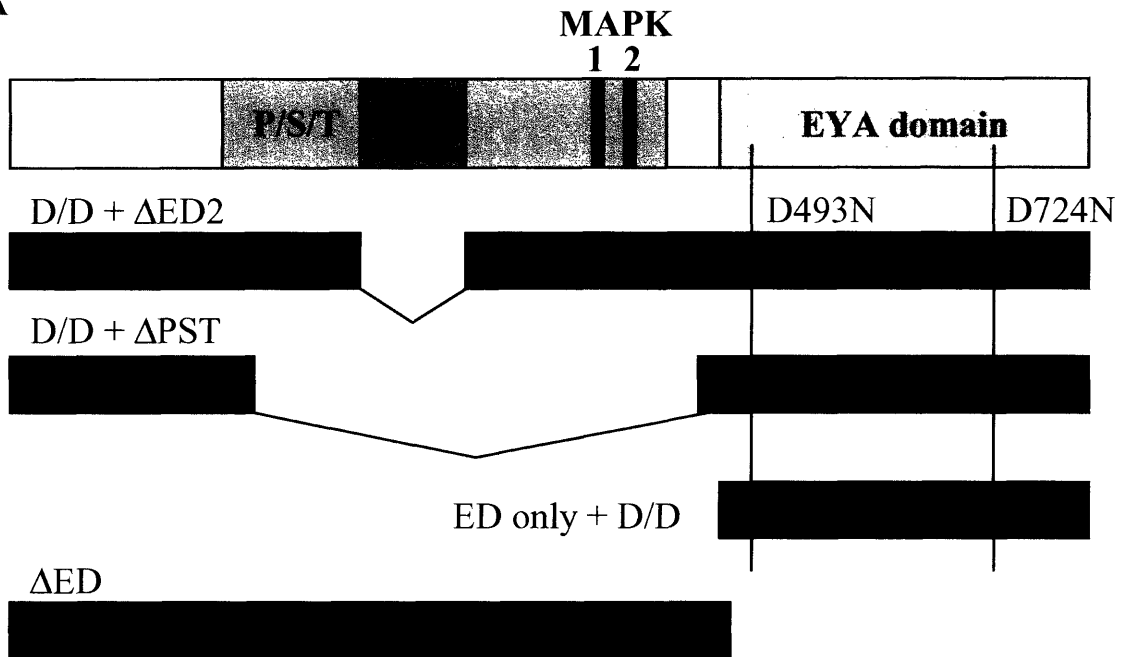 A
MAPK
1 2
P/S/T
EYA domain
D/D + ΔED2
D493N
D724N
D/D + ΔPST
ED only + D/D
ΔED